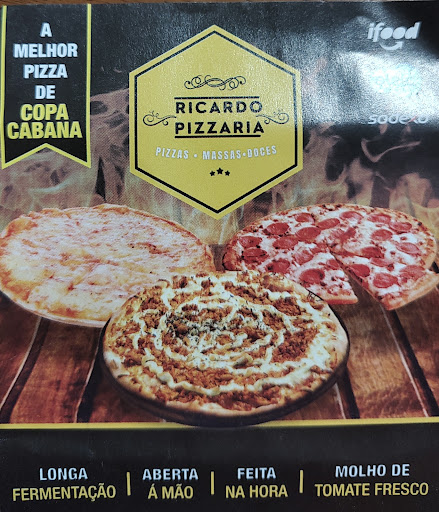 A
MELHOR
PIZZA
DE
COPA
CABANA
ifood
RICARDO
PIZZARIA
PIZZAS • MASSAS • DOCES
sodexo
LONGA
FERMENTAÇÃO
ABERTA
Á MÃO
FEITA
NA HORA
MOLHO DE
TOMATE FRESCO